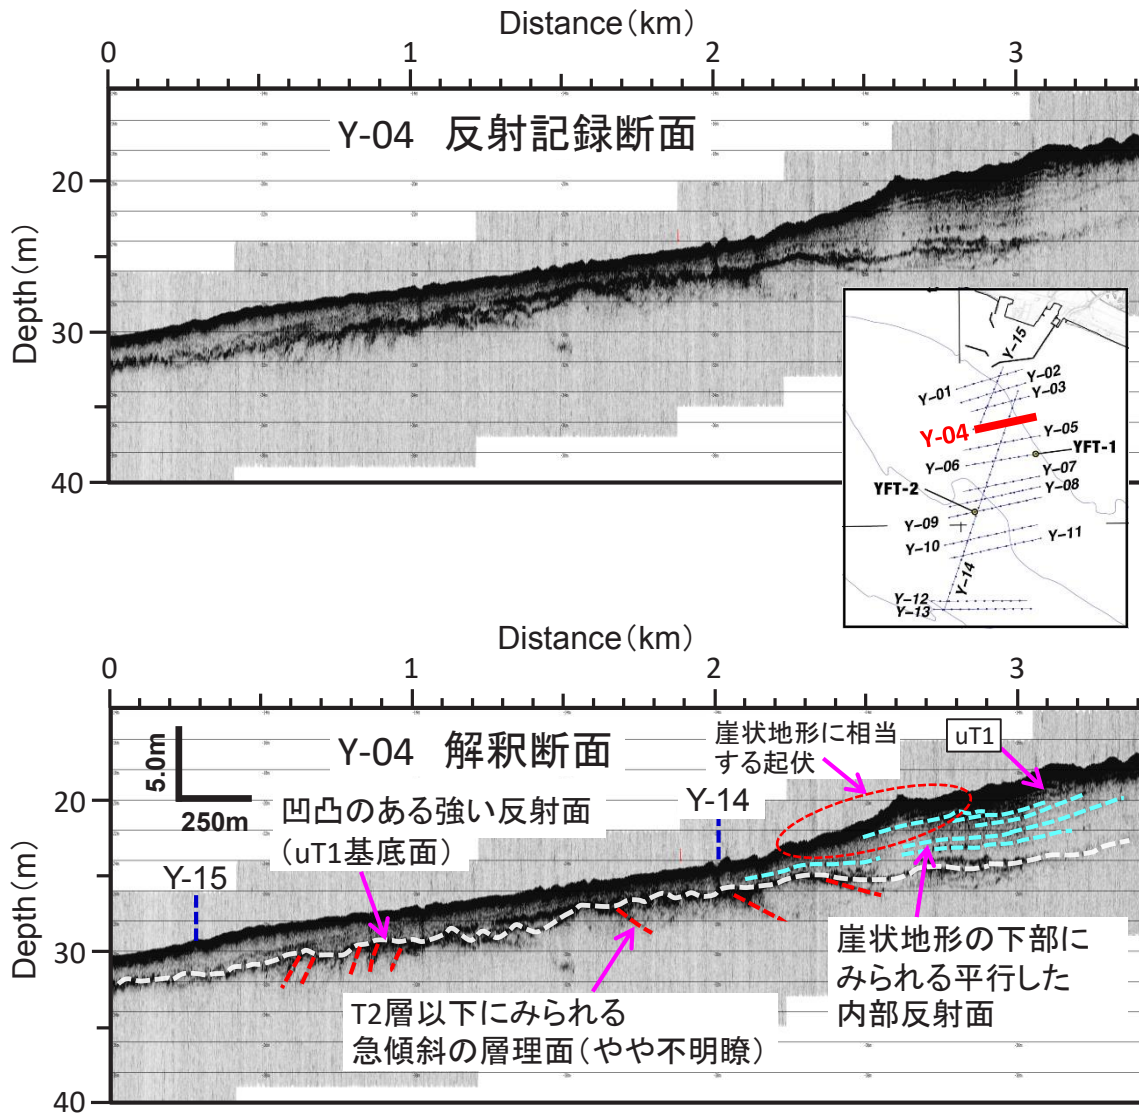 Distance（km）
0
1
2
3
Y-04 反射記録断面
Depth（m）
20
30
40
Y-15
Y-02
Y-01
Y-03
Y-04
Y-05
YFT-1
Y-06
Y-07
Y-08
YFT-2
Y-09
Y-10
Y-11
Y-14
Y-12
Y-13
Distance（km）
0
1
2
3
Y-04 解釈断面
5.0m
250m
崖状地形に相当
する起伏
uT1
Depth（m）
20
30
40
凹凸のある強い反射面
（uT1基底面）
Y-14
Y-15
崖状地形の下部に
みられる平行した
内部反射面
T2層以下にみられる
急傾斜の層理面（やや不明瞭）